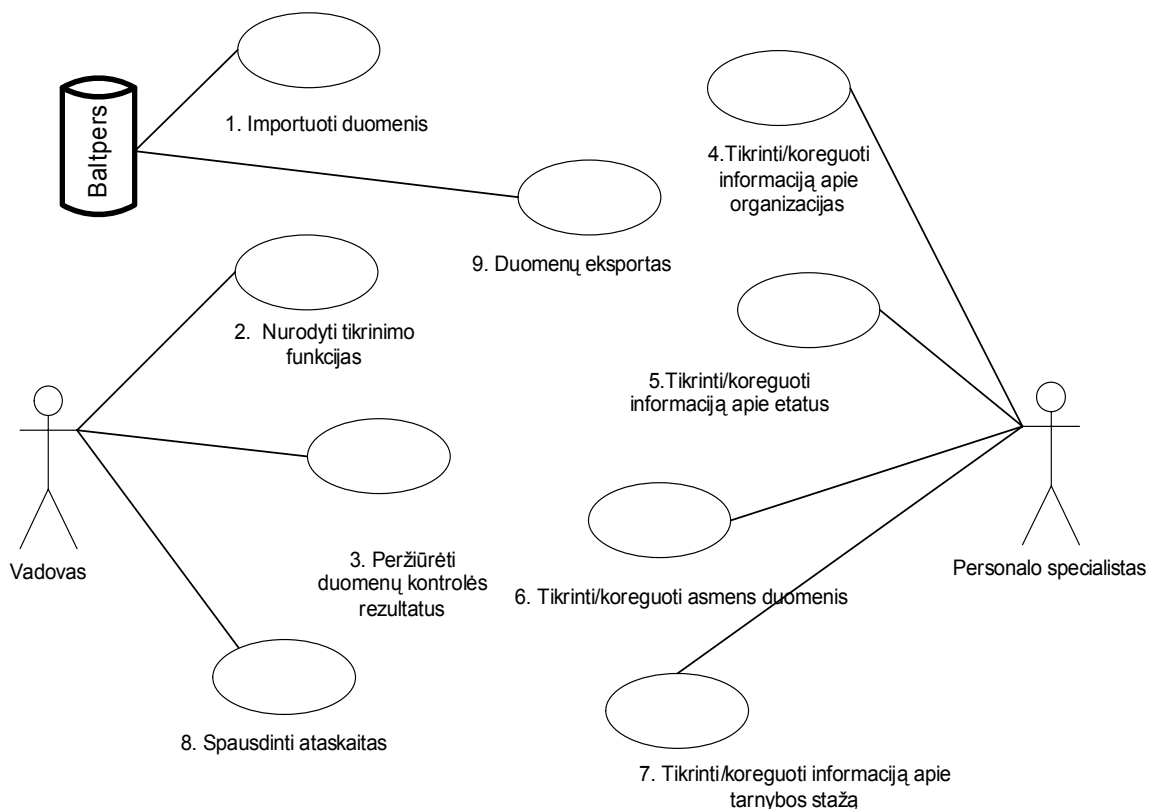 Baltpers
1. Importuoti duomenis
4.Tikrinti/koreguoti
informaciją apie
organizacijas
9. Duomenų eksportas
2. Nurodyti tikrinimo
funkcijas
5.Tikrinti/koreguoti
informaciją apie etatus
Vadovas
3. Peržiūrėti
duomenų kontrolės
rezultatus
6. Tikrinti/koreguoti asmens duomenis
Personalo specialistas
8. Spausdinti ataskaitas
7. Tikrinti/koreguoti informaciją apie
tarnybos stažą